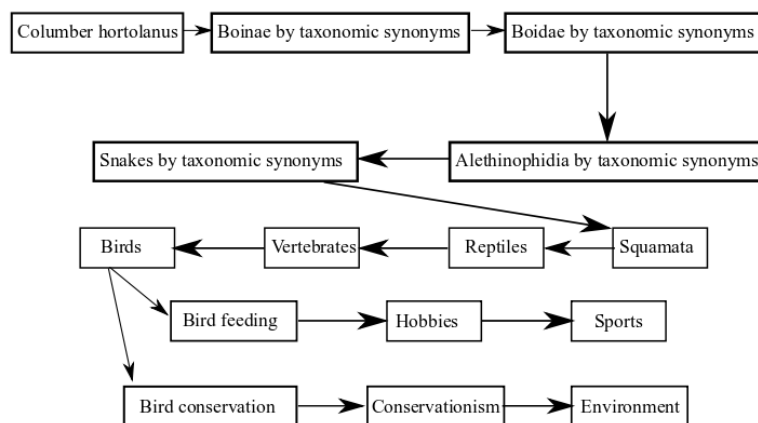 Columber hortolanus
Boinae by taxonomic synonyms
Boidae by taxonomic synonyms
Snakes by taxonomic synonyms
Alethinophidia by taxonomic synonyms
Birds
Vertebrates
Reptiles
Squamata
Bird feeding
Hobbies
Sports
Bird conservation
Conservationism
Environment